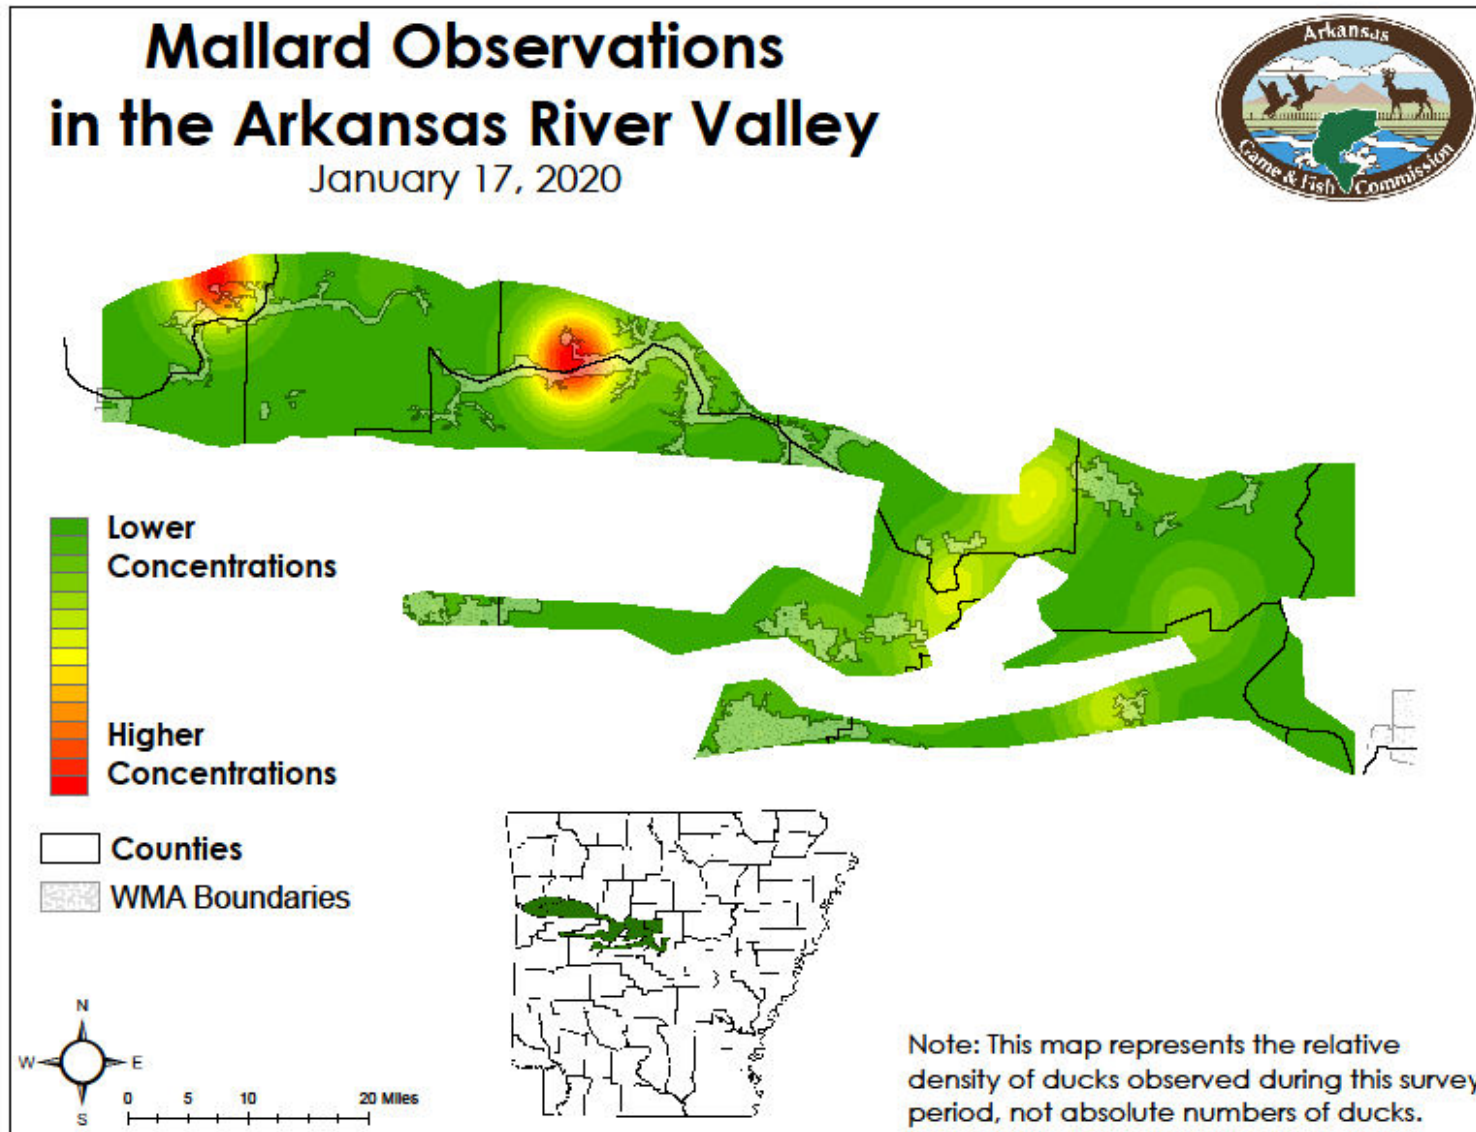 Mallard Observations
in the Arkansas River Valley
January 17, 2020
Arkansas
Game & Fish Commission
Lower
Concentrations
Higher
Concentrations
Counties
WMA Boundaries
N
W E
S
0 5 10 20 Miles
Note: This map represents the relative
density of ducks observed during this survey
period, not absolute numbers of ducks.